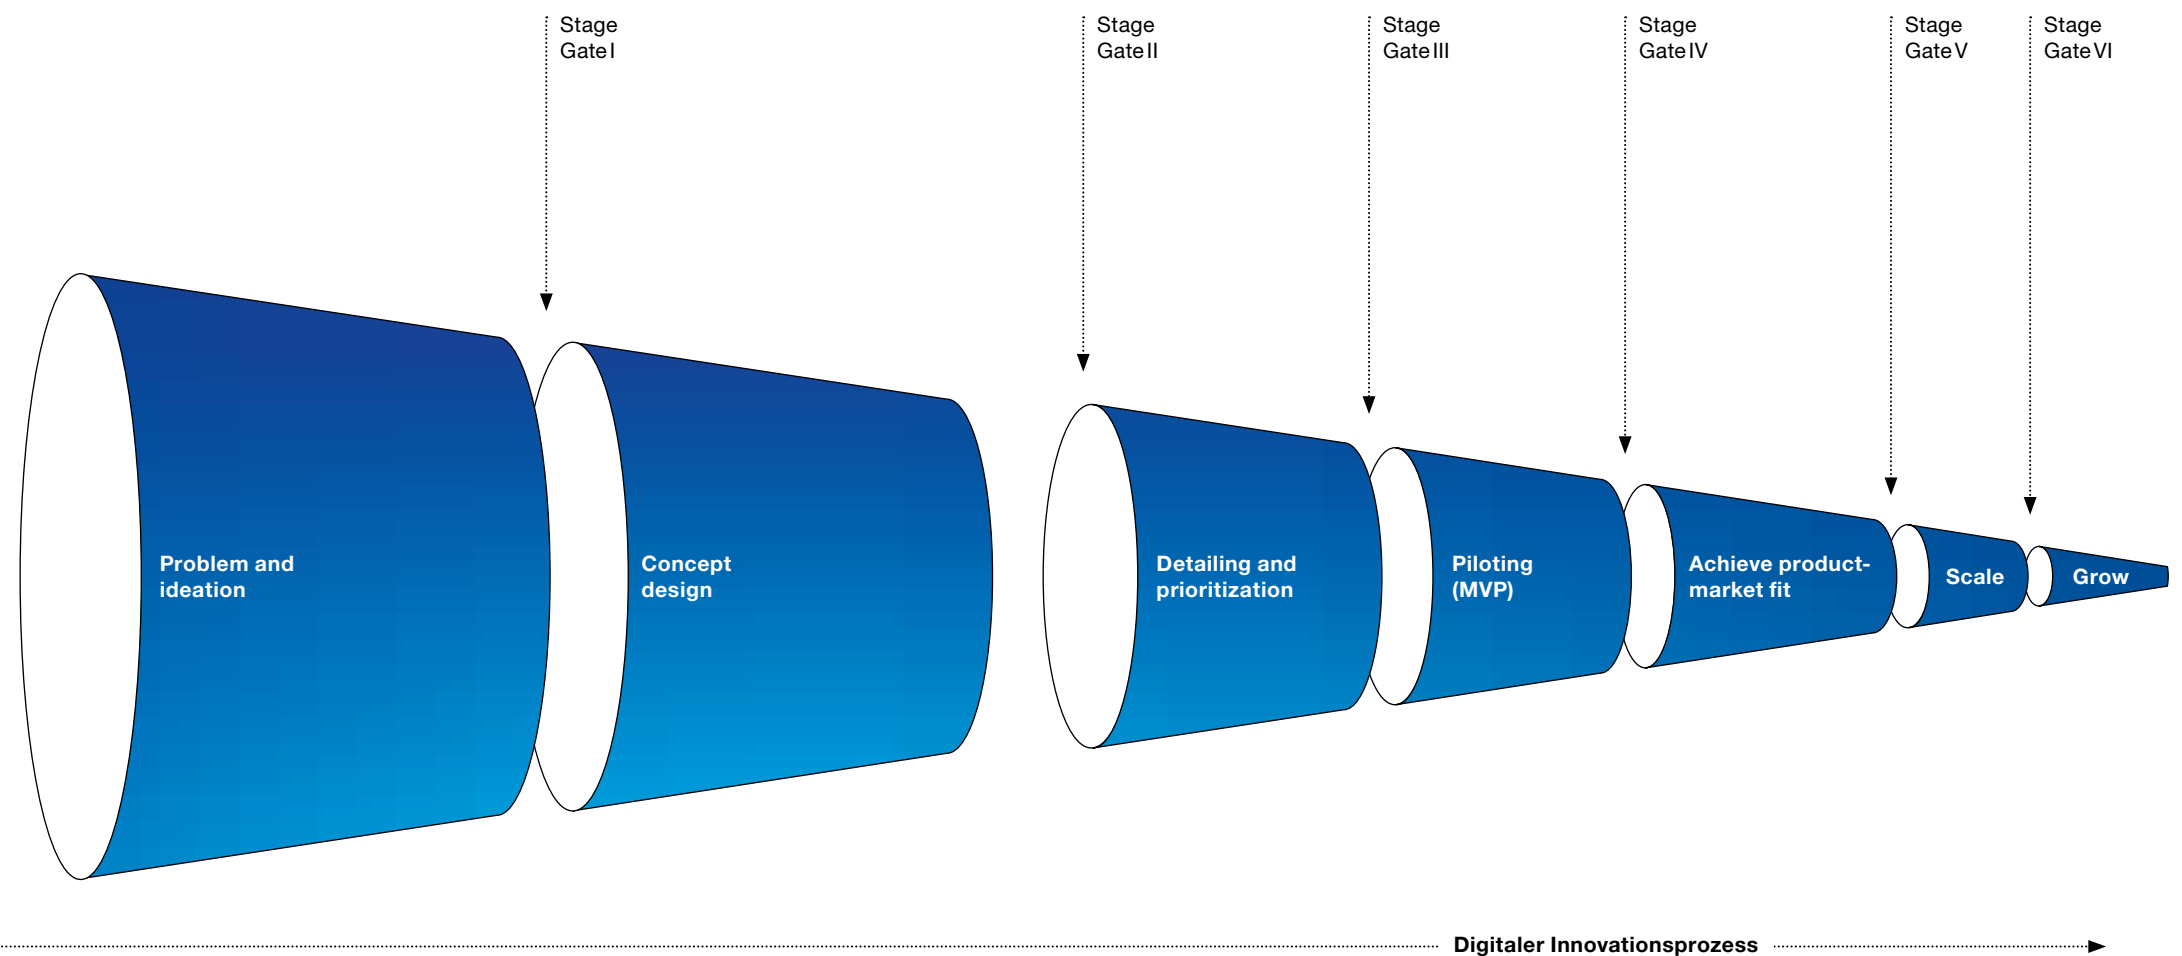 Stage
Gate I
Stage
Gate II
Stage
Gate III
Stage
Gate IV
Stage
Gate V
Stage
Gate VI
Problem and
ideation
Concept
design
Detailing and
prioritization
Piloting
(MVP)
Achieve product-
market fit
Scale
Grow
Digitaler Innovationsprozess